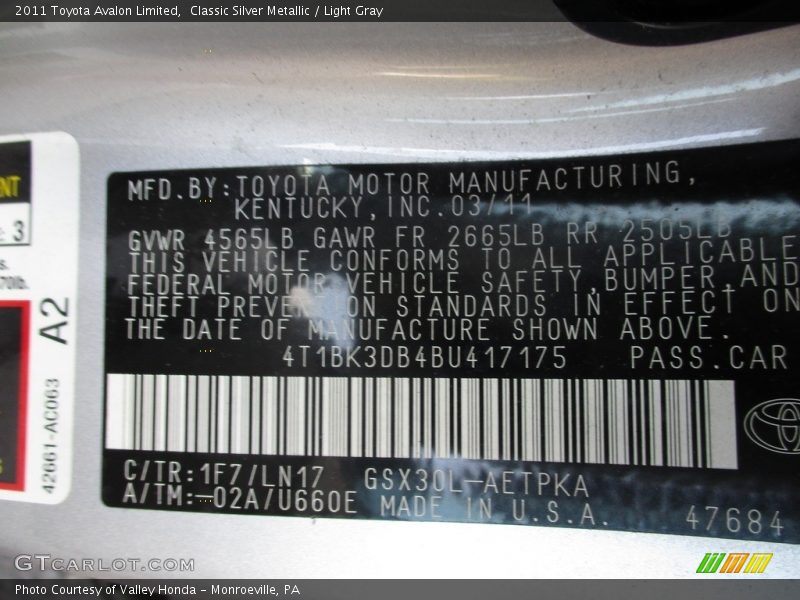 2011 Toyota Avalon Limited,  Classic Silver Metallic / Light Gray
NT
: 3
s.
70lb.
A2
42661-AC063
MFD.BY:TOYOTA MOTOR MANUFACTURING,
KENTUCKY,INC.03/11
GVWR 4565LB GAWR FR 2665LB RR 2505LB
THIS VEHICLE CONFORMS TO ALL APPLICABLE
FEDERAL MOTOR VEHICLE SAFETY,BUMPER,AND
THEFT PREVENTION STANDARDS IN EFFECT ON
THE DATE OF MANUFACTURE SHOWN ABOVE.
4T1BK3DB4BU417175 PASS.CAR
C/TR:1F7/LN17 GSX30L-AETPKA
A/TM:-02A/U660E MADE IN U.S.A.
47684
GTCARLOT.COM
Photo Courtesy of Valley Honda - Monroeville, PA